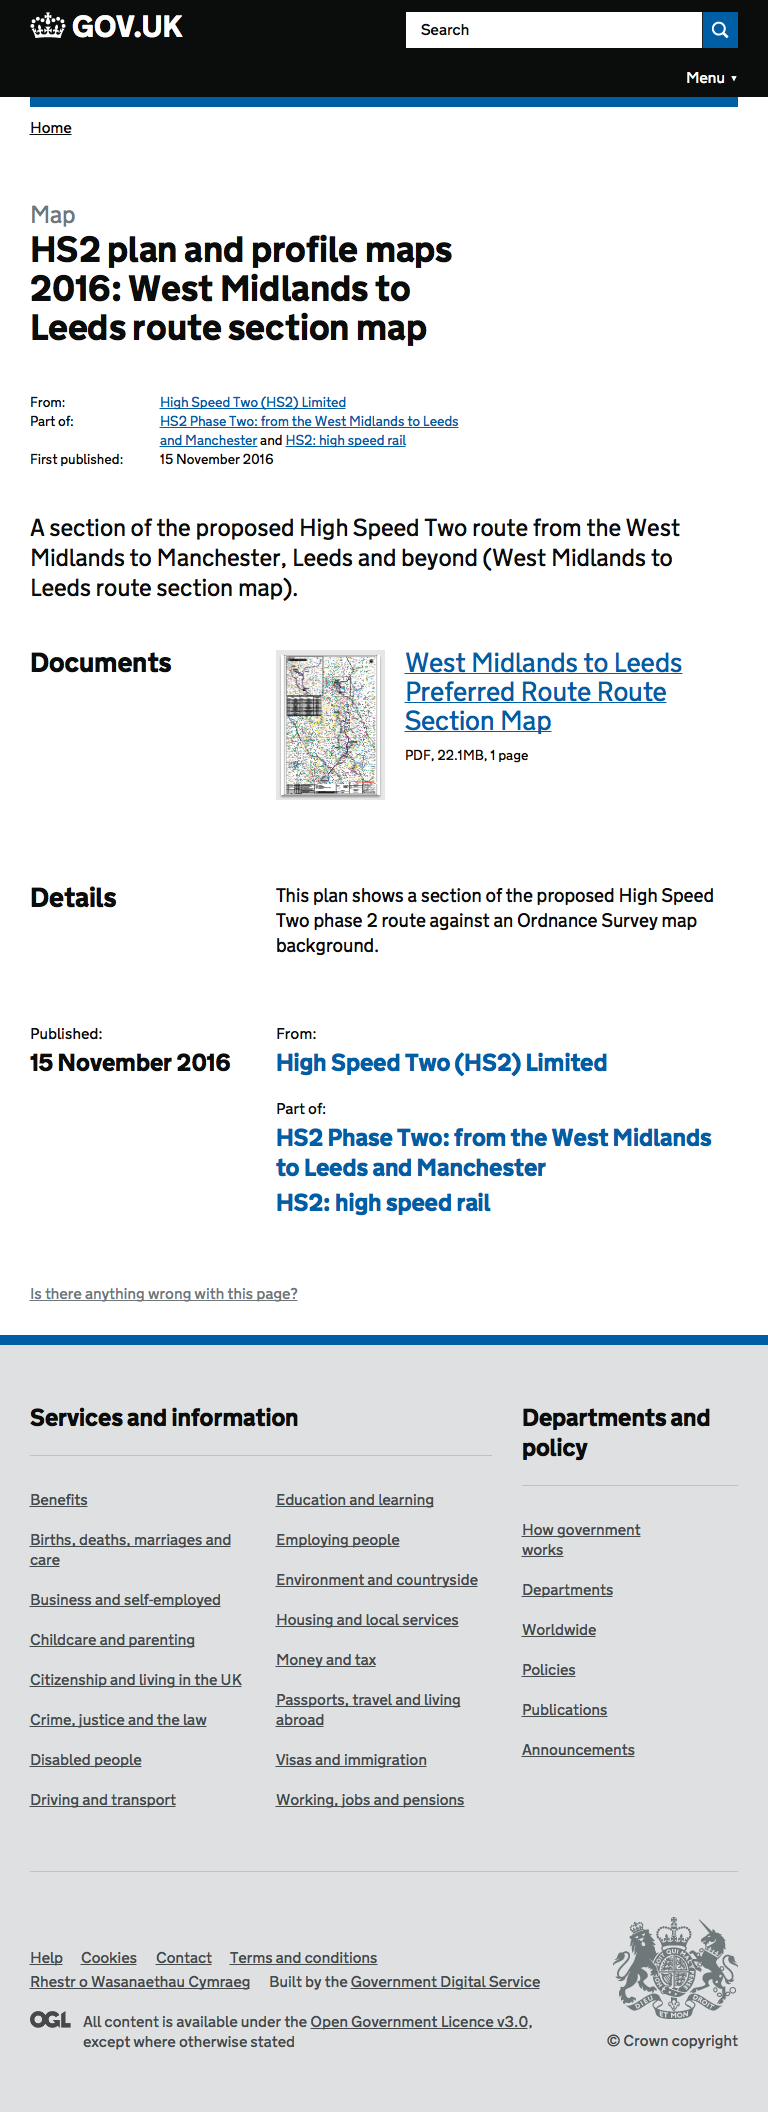 GOV.UK
Search
Menu ▼
Home
Map
HS2 plan and profile maps
2016: West Midlands to
Leeds route section map
From: High Speed Two (HS2) Limited
Part of: HS2 Phase Two: from the West Midlands to Leeds
and Manchester and HS2: high speed rail
First published: 15 November 2016
A section of the proposed High Speed Two route from the West
Midlands to Manchester, Leeds and beyond (West Midlands to
Leeds route section map).
Documents
West Midlands to Leeds
Preferred Route Route
Section Map
PDF, 22.1MB, 1 page
Details
This plan shows a section of the proposed High Speed
Two phase 2 route against an Ordnance Survey map
background.
Published:
15 November 2016
From:
High Speed Two (HS2) Limited
Part of:
HS2 Phase Two: from the West Midlands
to Leeds and Manchester
HS2: high speed rail
Is there anything wrong with this page?
Services and information
Benefits
Births, deaths, marriages and
care
Business and self-employed
Childcare and parenting
Citizenship and living in the UK
Crime, justice and the law
Disabled people
Driving and transport
Education and learning
Employing people
Environment and countryside
Housing and local services
Money and tax
Passports, travel and living
abroad
Visas and immigration
Working, jobs and pensions
Departments and
policy
How government
works
Departments
Worldwide
Policies
Publications
Announcements
Help Cookies Contact Terms and conditions
Rhestr o Wasanaethau Cymraeg Built by the Government Digital Service
OGL All content is available under the Open Government Licence v3.0,
except where otherwise stated
DIEU ET MON DROIT
© Crown copyright